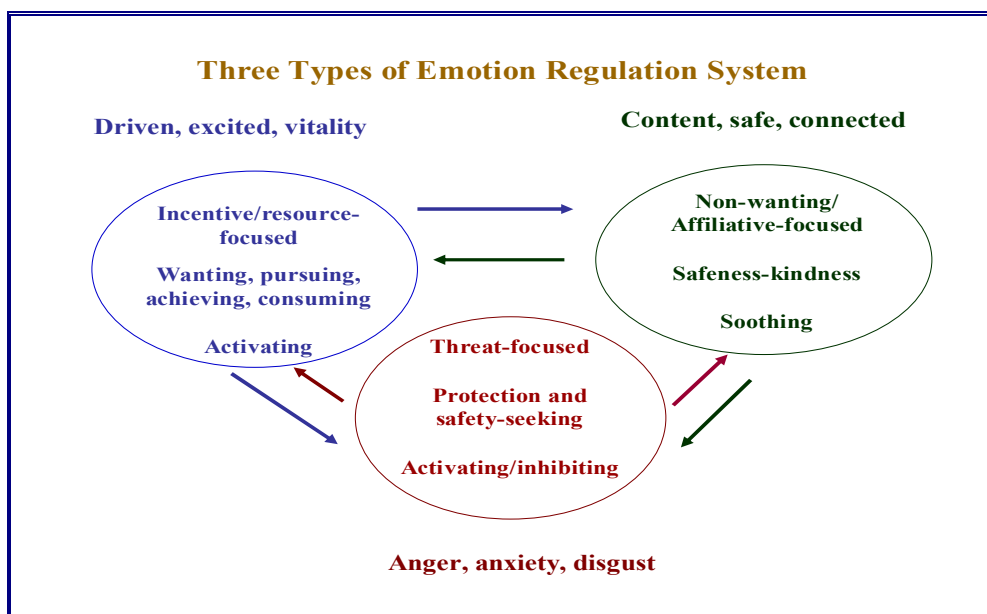 Three Types of Emotion Regulation System
Driven, excited, vitality
Content, safe, connected
Incentive/resource-
focused
Wanting, pursuing,
achieving, consuming
Activating
Non-wanting/
Affiliative-focused
Safeness-kindness
Soothing
Threat-focused
Protection and
safety-seeking
Activating/inhibiting
Anger, anxiety, disgust